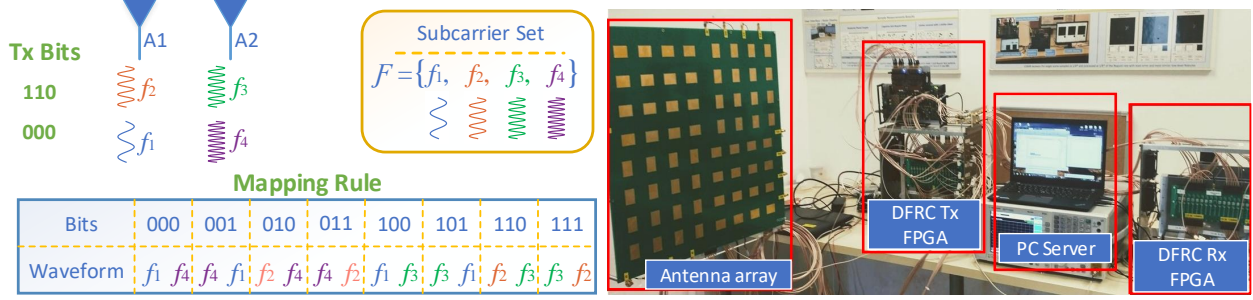 A1 A2
Tx Bits
110 f₂ f₃
000 f₁ f₄
Subcarrier Set
F = {f₁, f₂, f₃, f₄}
Mapping Rule
Bits 000 001 010 011 100 101 110 111
Waveform f₁ f₄ f₄ f₁ f₂ f₄ f₄ f₂ f₁ f₃ f₃ f₁ f₂ f₃ f₃ f₂
Antenna array
DFRC Tx
FPGA
PC Server
DFRC Rx
FPGA